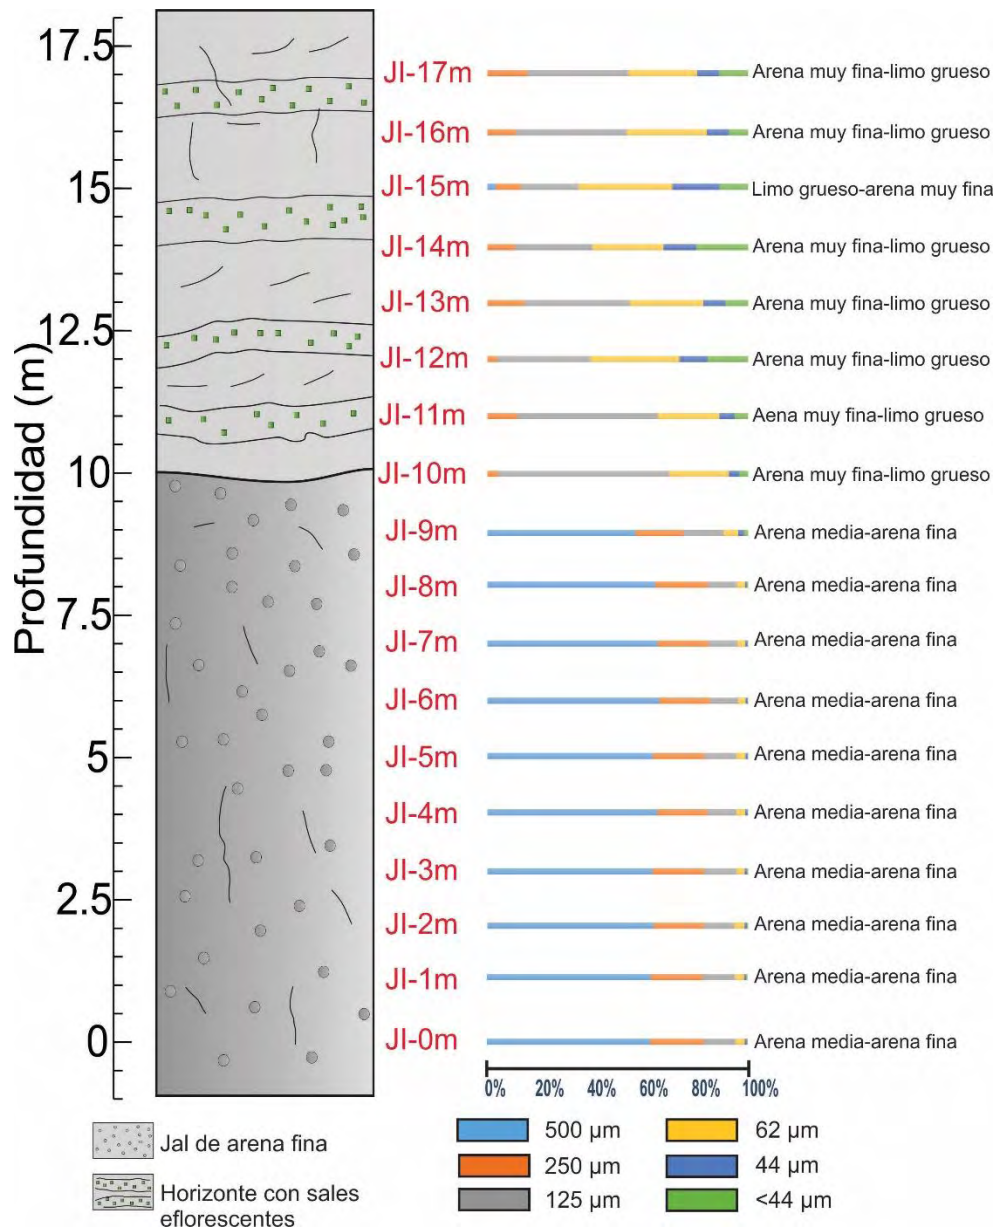 Profundidad (m)
17.5
15
12.5
10
7.5
5
2.5
0
JI-17m Arena muy fina-limo grueso
JI-16m Arena muy fina-limo grueso
JI-15m Limo grueso-arena muy fina
JI-14m Arena muy fina-limo grueso
JI-13m Arena muy fina-limo grueso
JI-12m Arena muy fina-limo grueso
JI-11m Aena muy fina-limo grueso
JI-10m Arena muy fina-limo grueso
JI-9m Arena media-arena fina
JI-8m Arena media-arena fina
JI-7m Arena media-arena fina
JI-6m Arena media-arena fina
JI-5m Arena media-arena fina
JI-4m Arena media-arena fina
JI-3m Arena media-arena fina
JI-2m Arena media-arena fina
JI-1m Arena media-arena fina
JI-0m Arena media-arena fina
0% 20% 40% 60% 80% 100%
Jal de arena fina
Horizonte con sales
eflorescentes
500 µm
250 µm
125 µm
62 µm
44 µm
<44 µm